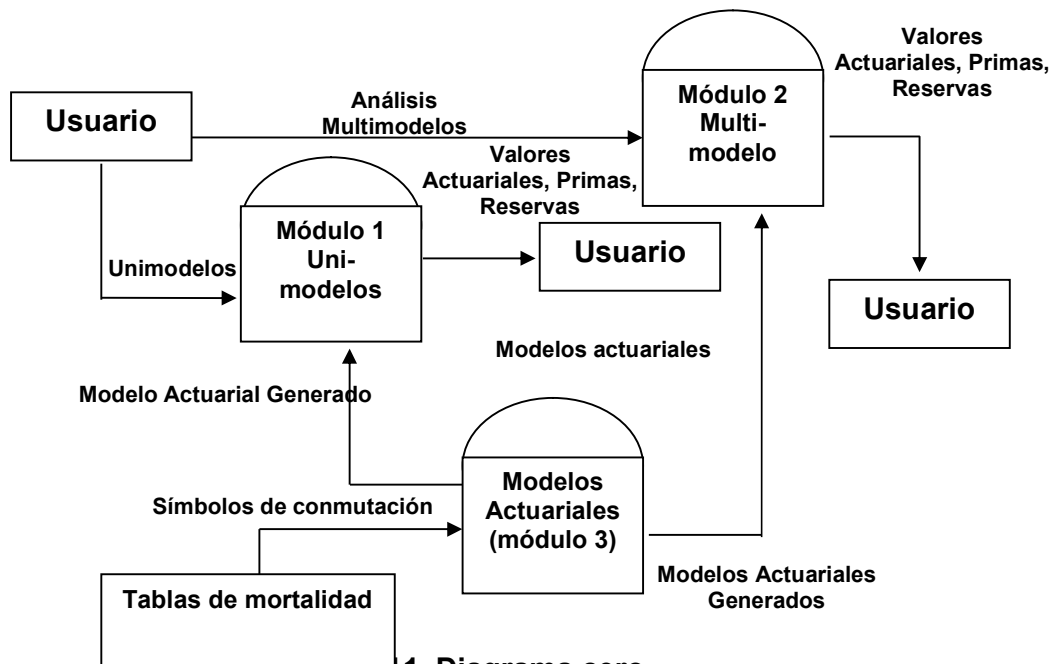 Valores
Actuariales, Primas,
Reservas
Módulo 2
Multi-
modelo
Usuario
Análisis
Multimodelos
Valores
Actuariales, Primas,
Reservas
Módulo 1
Uni-
modelos
Unimodelos
Usuario
Usuario
Modelos actuariales
Modelo Actuarial Generado
Modelos
Actuariales
(módulo 3)
Símbolos de conmutación
Modelos Actuariales
Generados
Tablas de mortalidad
Diagrama cero